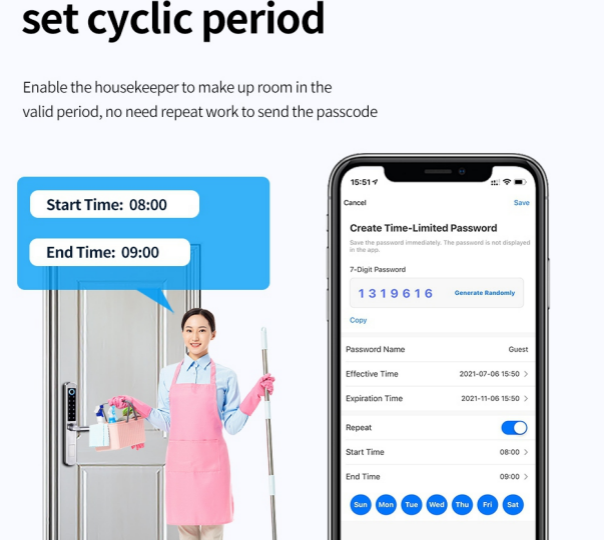 set cyclic period
Enable the housekeeper to make up room in the
valid period, no need repeat work to send the passcode
Start Time: 08:00
End Time: 09:00
15:51
Cancel
Save
Create Time-Limited Password
Save the password immediately. The password is not displayed
in the app.
7-Digit Password
1319616
Generate Randomly
Copy
Password Name
Guest
Effective Time
2021-07-06 15:50 >
Expiration Time
2021-11-06 15:50 >
Repeat
Start Time
08:00 >
End Time
09:00 >
Sun Mon Tue Wed Thu Fri Sat